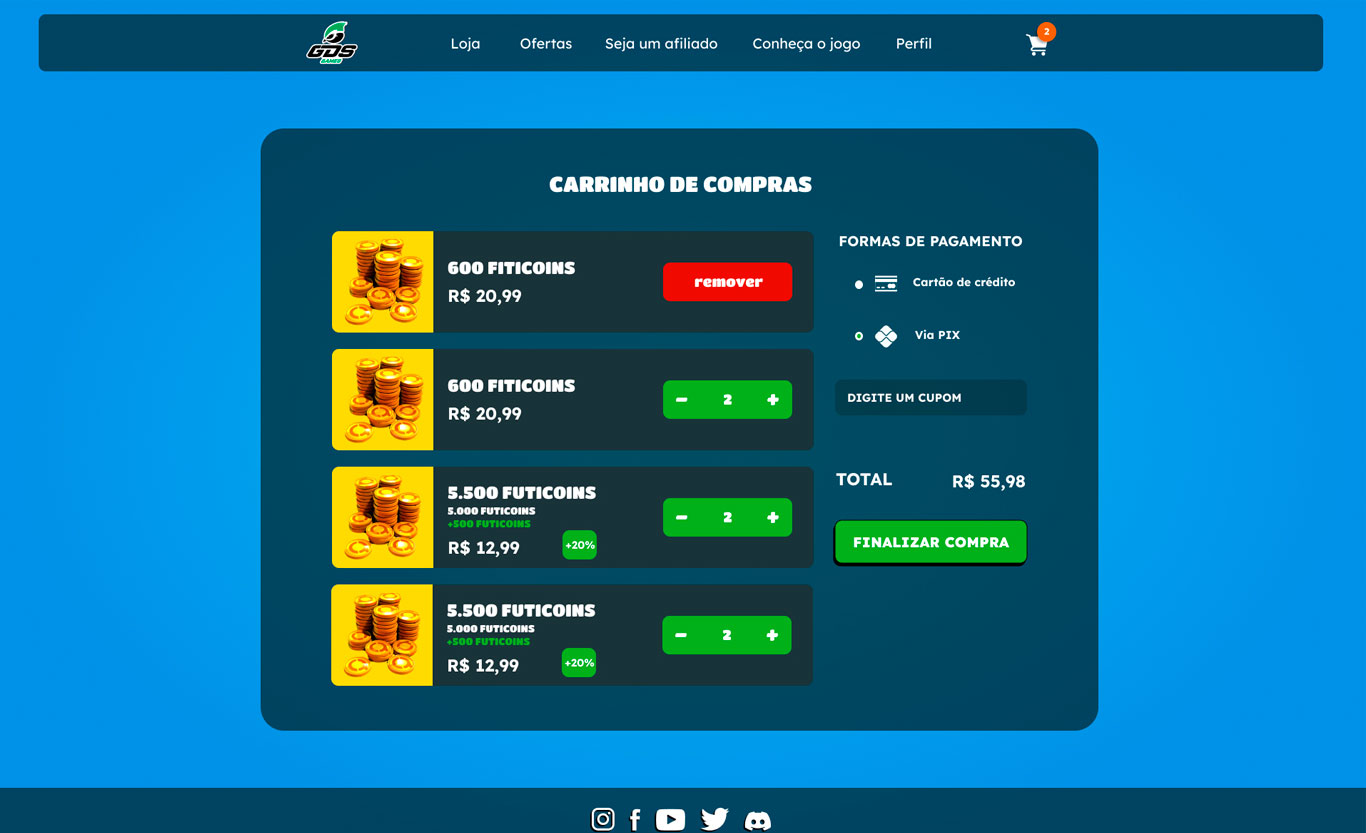 GDS
GAMES
Loja
Ofertas
Seja um afiliado
Conheça o jogo
Perfil
2
CARRINHO DE COMPRAS
600 FITICOINS
R$ 20,99
remover
600 FITICOINS
R$ 20,99
- 2 +
5.500 FUTICOINS
5.000 FUTICOINS
+500 FUTICOINS
R$ 12,99
+20%
- 2 +
5.500 FUTICOINS
5.000 FUTICOINS
+500 FUTICOINS
R$ 12,99
+20%
- 2 +
FORMAS DE PAGAMENTO
Cartão de crédito
Via PIX
DIGITE UM CUPOM
TOTAL R$ 55,98
FINALIZAR COMPRA